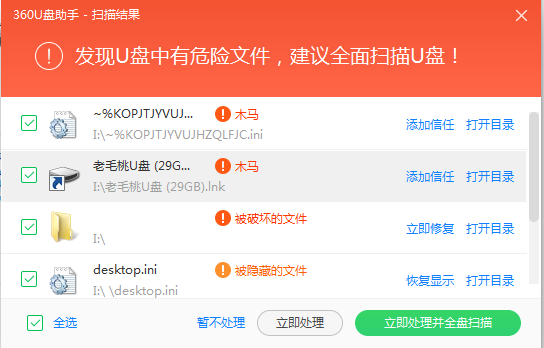 360U盘助手 - 扫描结果
发现U盘中有危险文件，建议全面扫描U盘！
~%KOPJTJYVUJ... 木马
I:\~%KOPJTJYVUJHZQLFJC.ini 添加信任 打开目录
老毛桃U盘 (29G... 木马
I:\老毛桃U盘 (29GB).lnk 添加信任 打开目录
被破坏的文件
I:\ 立即修复 打开目录
desktop.ini 被隐藏的文件
I:\ \desktop.ini 恢复显示 打开目录
全选 暂不处理 立即处理 立即处理并全盘扫描